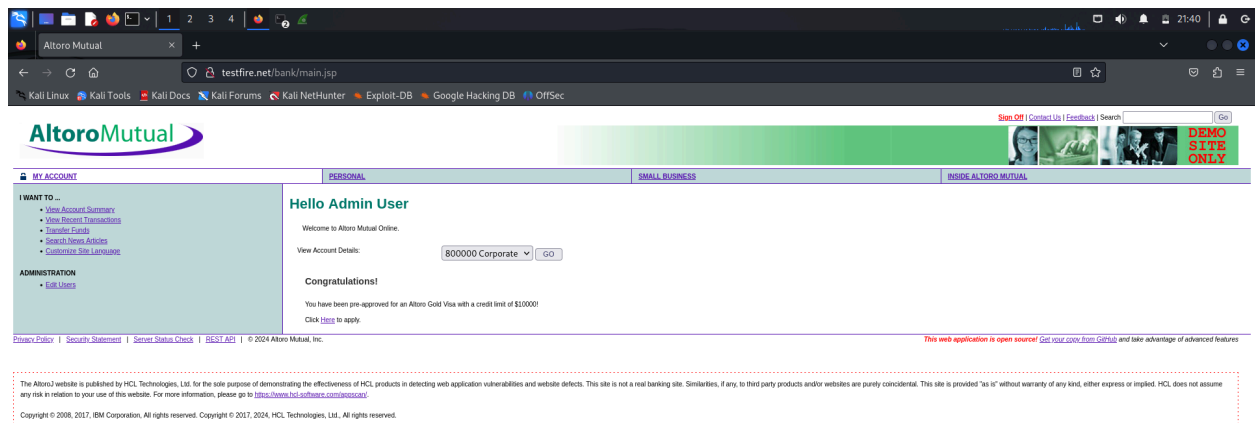 1 2 3 4 21:40
Altoro Mutual
testfire.net/bank/main.jsp
Kali Linux Kali Tools Kali Docs Kali Forums Kali NetHunter Exploit-DB Google Hacking DB OffSec
Sign Off | Contact Us | Feedback | Search Go
AltoroMutual
DEMO
SITE
ONLY
MY ACCOUNT PERSONAL SMALL BUSINESS INSIDE ALTORO MUTUAL
I WANT TO ...
• View Account Summary
• View Recent Transactions
• Transfer Funds
• Search News Articles
• Customize Site Language
ADMINISTRATION
• Edit Users
Hello Admin User
Welcome to Altoro Mutual Online.
View Account Details: 800000 Corporate GO
Congratulations!
You have been pre-approved for an Altoro Gold Visa with a credit limit of $10000!
Click Here to apply.
Privacy Policy | Security Statement | Server Status Check | REST API | © 2024 Altoro Mutual, Inc. This web application is open source! Get your copy from GitHub and take advantage of advanced features
The AltoroJ website is published by HCL Technologies, Ltd. for the sole purpose of demonstrating the effectiveness of HCL products in detecting web application vulnerabilities and website defects. This site is not a real banking site. Similarities, if any, to third party products and/or websites are purely coincidental. This site is provided "as is" without warranty of any kind, either express or implied. HCL does not assume
any risk in relation to your use of this website. For more information, please go to https://www.hcl-software.com/appscan/.
Copyright © 2008, 2017, IBM Corporation, All rights reserved. Copyright © 2017, 2024, HCL Technologies, Ltd., All rights reserved.